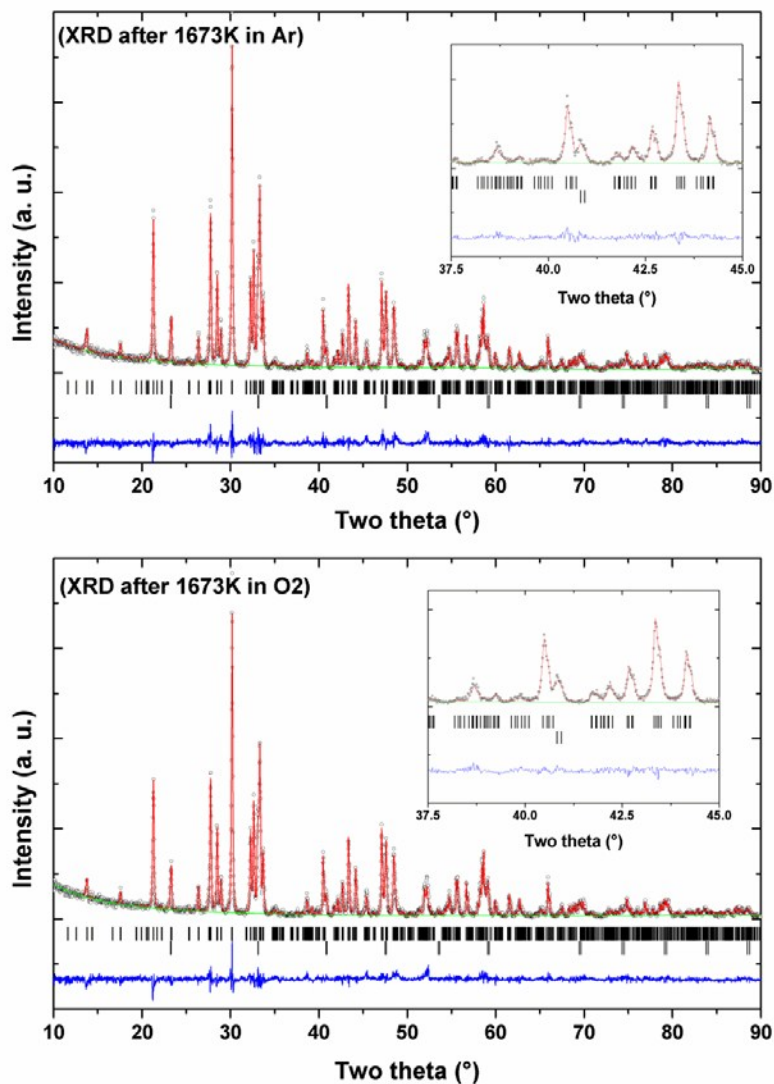 (XRD after 1673K in Ar)
Intensity (a. u.)
37.5 40.0 42.5 45.0
Two theta (°)
10 20 30 40 50 60 70 80 90
Two theta (°)
(XRD after 1673K in O2)
Intensity (a. u.)
37.5 40.0 42.5 45.0
Two theta (°)
10 20 30 40 50 60 70 80 90
Two theta (°)